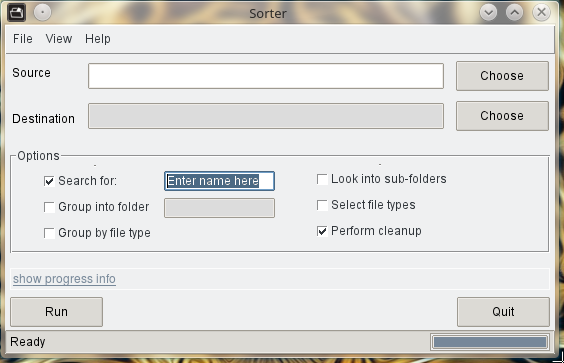 Sorter
File View Help
Source Choose
Destination Choose
Options
Search for: Enter name here Look into sub-folders
Group into folder Select file types
Group by file type Perform cleanup
show progress info
Run Quit
Ready